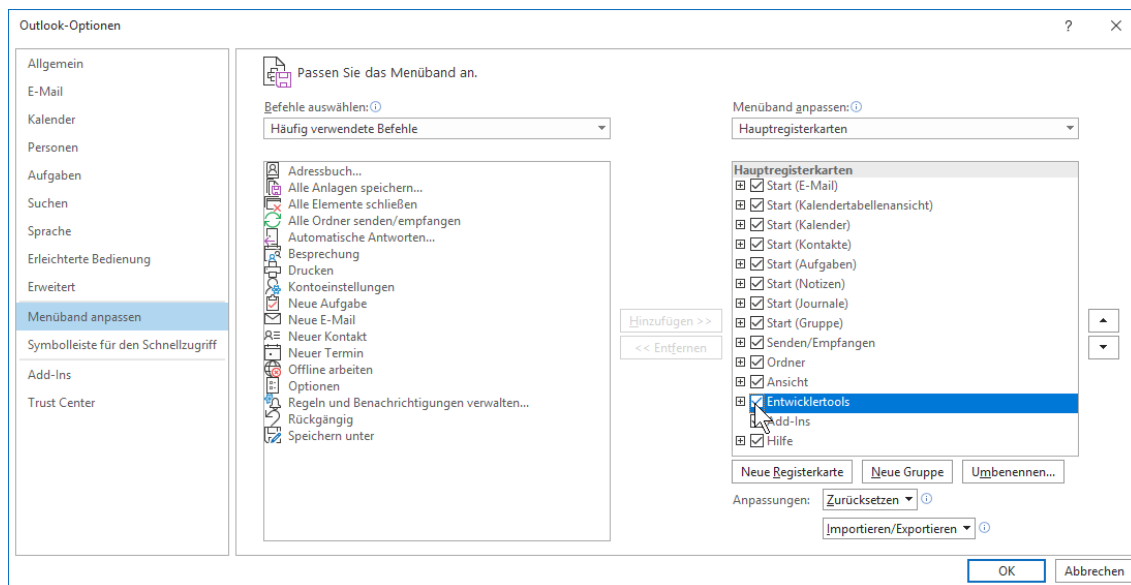 Outlook-Optionen
?
Allgemein
E-Mail
Kalender
Personen
Aufgaben
Suchen
Sprache
Erleichterte Bedienung
Erweitert
Menüband anpassen
Symbolleiste für den Schnellzugriff
Add-Ins
Trust Center
Passen Sie das Menüband an.
Befehle auswählen:
Häufig verwendete Befehle
Adressbuch...
Alle Anlagen speichern...
Alle Elemente schließen
Alle Ordner senden/empfangen
Automatische Antworten...
Besprechung
Drucken
Kontoeinstellungen
Neue Aufgabe
Neue E-Mail
Neuer Kontakt
Neuer Termin
Offline arbeiten
Optionen
Regeln und Benachrichtigungen verwalten...
Rückgängig
Speichern unter
Hinzufügen >>
<< Entfernen
Menüband anpassen:
Hauptregisterkarten
Hauptregisterkarten
Start (E-Mail)
Start (Kalendertabellenansicht)
Start (Kalender)
Start (Kontakte)
Start (Aufgaben)
Start (Notizen)
Start (Journale)
Start (Gruppe)
Senden/Empfangen
Ordner
Ansicht
Entwicklertools
Add-Ins
Hilfe
Neue Registerkarte
Neue Gruppe
Umbenennen...
Anpassungen:
Zurücksetzen
Importieren/Exportieren
OK
Abbrechen